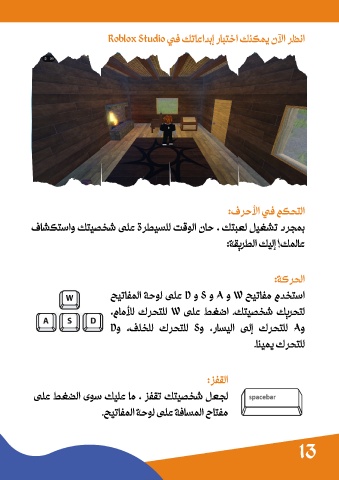 انظر الآن يمكنك اختبار إبداعاتك في Roblox Studio
التحكم في الأحرف:
بمجرد تشغيل لعبتك ، حان الوقت للسيطرة على شخصيتك واستكشاف
عالمك! إليك الطريقة:
الحركة:
استخدم مفاتيح W و A و S و D على لوحة المفاتيح
لتحريك شخصيتك. اضغط على W للتحرك للأمام،
وA للتحرك إلى اليسار، وS للتحرك للخلف، وD
للتحرك يمينًا.
W
A S D
القفز:
لجعل شخصيتك تقفز ، ما عليك سوى الضغط على
مفتاح المسافة على لوحة المفاتيح.
spacebar
13